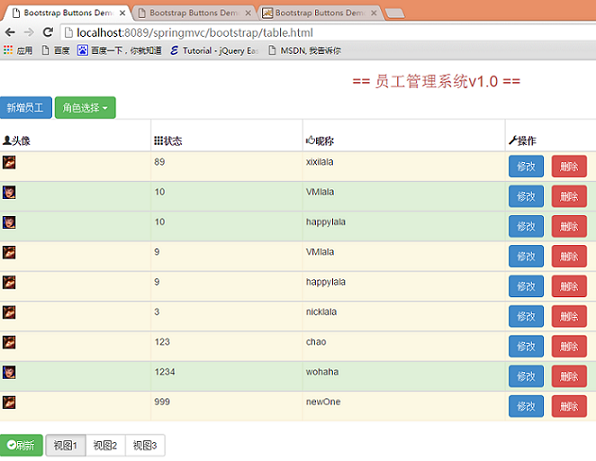 Bootstrap Buttons Dem × Bootstrap Buttons Dem × Bootstrap Buttons Dem ×
localhost:8089/springmvc/bootstrap/table.html
应用 百度 百度一下，你就知道 Tutorial - jQuery Eas MSDN, 我告诉你
== 员工管理系统v1.0 ==
新增员工 角色选择
头像 状态 昵称 操作
89 xixilala 修改 删除
10 VMlala 修改 删除
10 happylala 修改 删除
9 VMlala 修改 删除
9 happylala 修改 删除
3 nicklala 修改 删除
123 chao 修改 删除
1234 wohaha 修改 删除
999 newOne 修改 删除
刷新 视图1 视图2 视图3